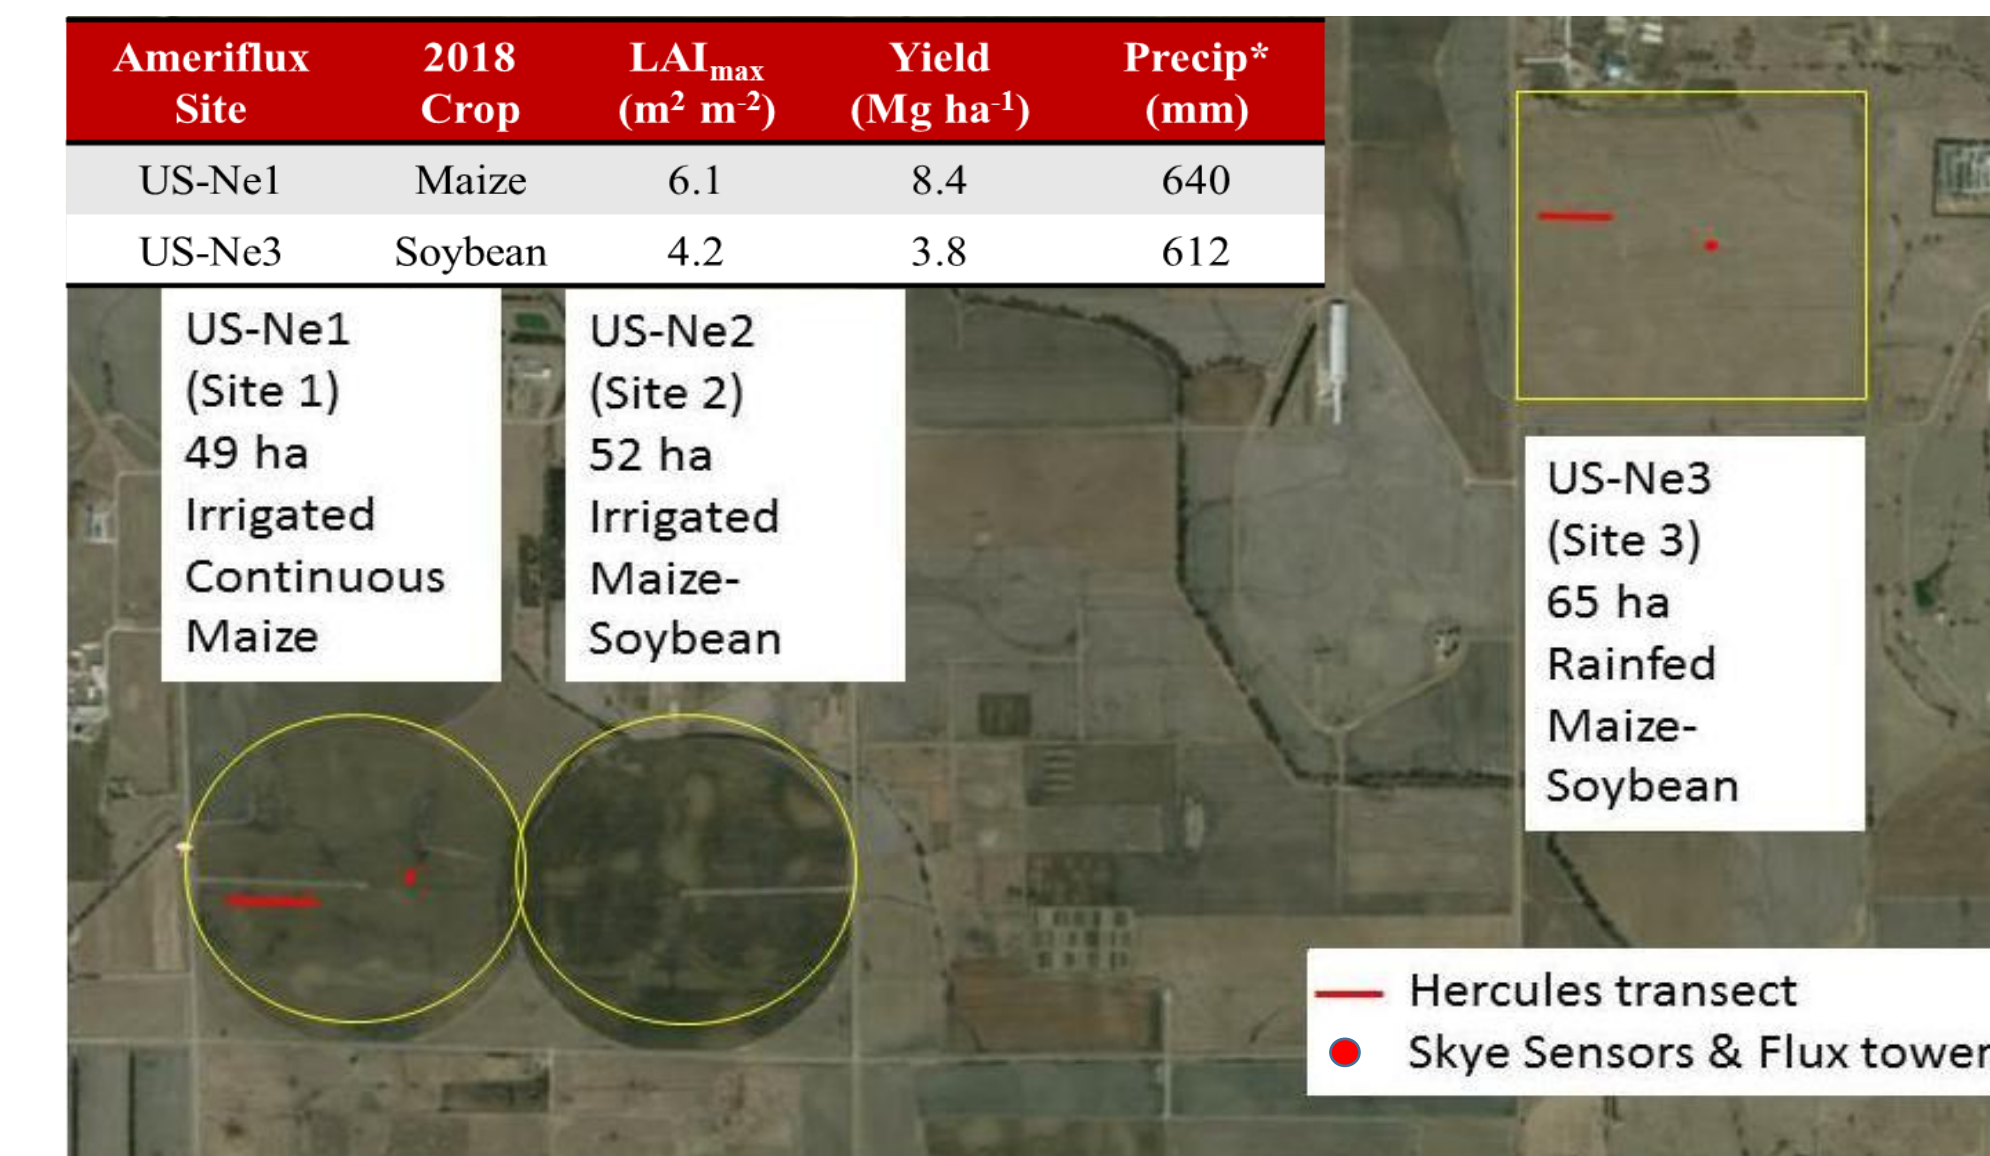 Ameriflux Site 2018 Crop LAImax (m² m⁻²) Yield (Mg ha⁻¹) Precip* (mm)
US-Ne1 Maize 6.1 8.4 640
US-Ne3 Soybean 4.2 3.8 612
US-Ne1
(Site 1)
49 ha
Irrigated
Continuous
Maize
US-Ne2
(Site 2)
52 ha
Irrigated
Maize-
Soybean
US-Ne3
(Site 3)
65 ha
Rainfed
Maize-
Soybean
Hercules transect
Skye Sensors & Flux tower